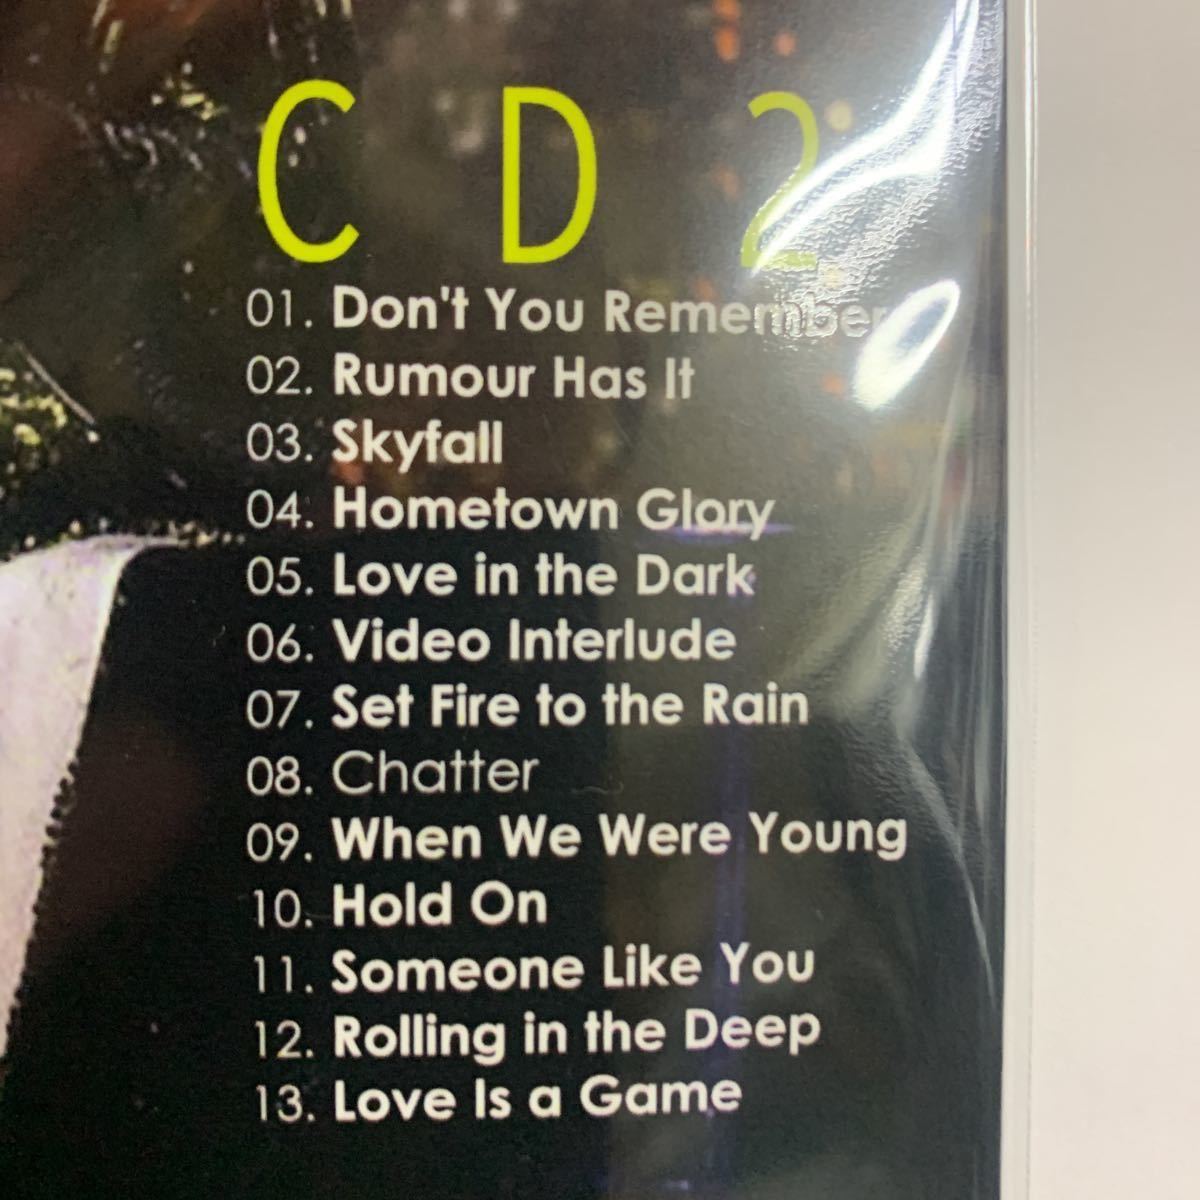 CD2
01. Don't You Remember
02. Rumour Has It
03. Skyfall
04. Hometown Glory
05. Love in the Dark
06. Video Interlude
07. Set Fire to the Rain
08. Chatter
09. When We Were Young
10. Hold On
11. Someone Like You
12. Rolling in the Deep
13. Love Is a Game